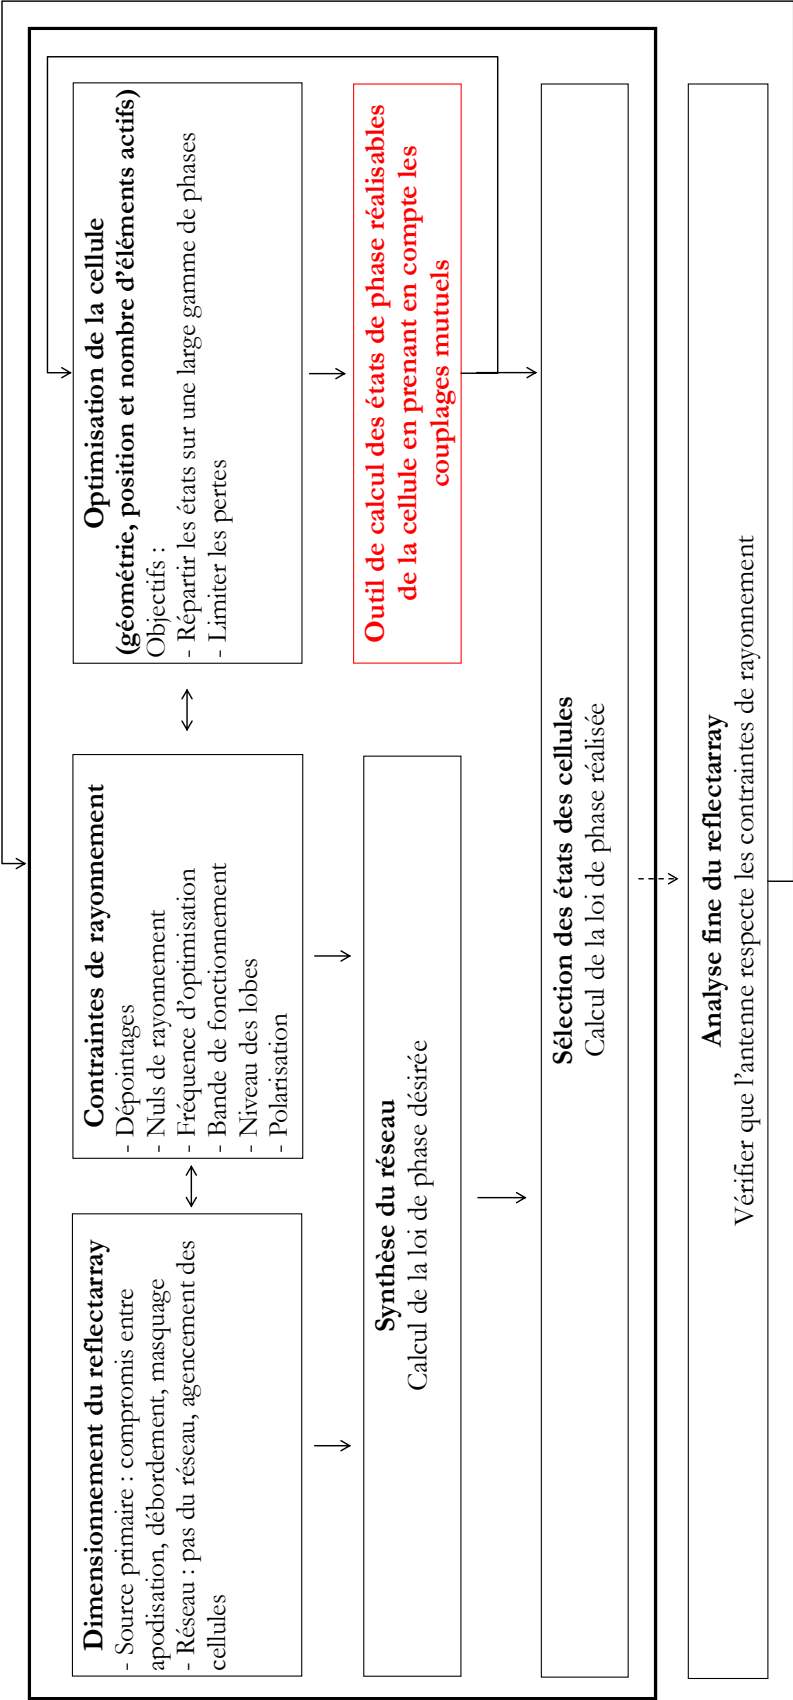 Dimensionnement du reflectarray
- Source primaire : compromis entre
apodisation, débordement, masquage
- Réseau : pas du réseau, agencement des
cellules
Contraintes de rayonnement
- Dépointages
- Nuls de rayonnement
- Fréquence d'optimisation
- Bande de fonctionnement
- Niveau des lobes
- Polarisation
Optimisation de la cellule
(géométrie, position et nombre d'éléments actifs)
Objectifs :
- Répartir les états sur une large gamme de phases
- Limiter les pertes
Synthèse du réseau
Calcul de la loi de phase désirée
Outil de calcul des états de phase réalisables
de la cellule en prenant en compte les
couplages mutuels
Sélection des états des cellules
Calcul de la loi de phase réalisée
Analyse fine du reflectarray
Vérifier que l'antenne respecte les contraintes de rayonnement